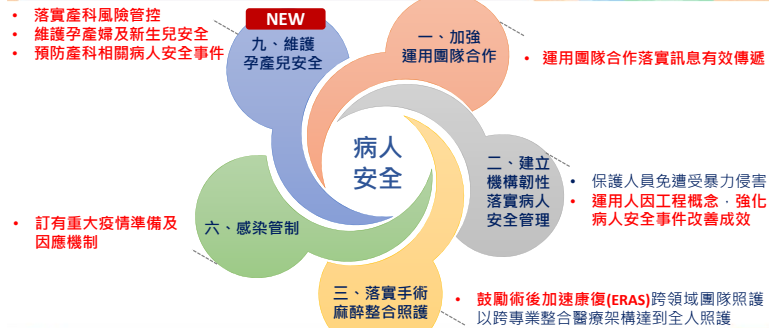 • 落實產科風險管控
• 維護孕產婦及新生兒安全
• 預防產科相關病人安全事件
NEW
九、維護
孕產兒安全
一、加強
運用團隊合作
• 運用團隊合作落實訊息有效傳遞
病人
安全
二、建立
機構韌性
落實病人
安全管理
• 保護人員免遭受暴力侵害
• 運用人因工程概念，強化
病人安全事件改善成效
六、感染管制
• 訂有重大疫情準備及
因應機制
三、落實手術
麻醉整合照護
• 鼓勵術後加速康復(ERAS)跨領域團隊照護
以跨專業整合醫療架構達到全人照護